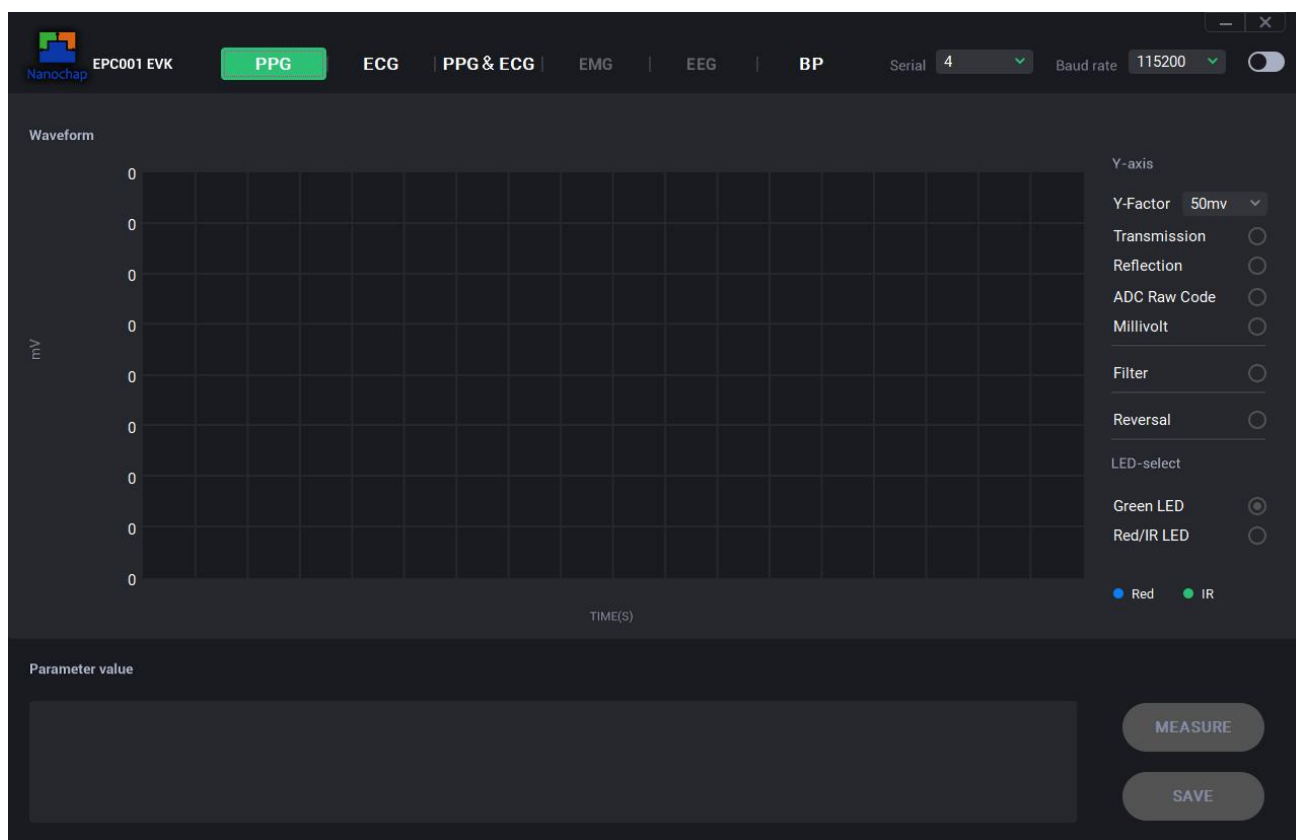 Nanochap
EPC001 EVK
PPG
ECG
PPG & ECG
EMG
EEG
BP
Serial 4
Baud rate 115200
Waveform
0
0
0
0
0
0
0
0
0
mV
TIME(S)
Y-axis
Y-Factor 50mv
Transmission
Reflection
ADC Raw Code
Millivolt
Filter
Reversal
LED-select
Green LED
Red/IR LED
Red IR
Parameter value
MEASURE
SAVE